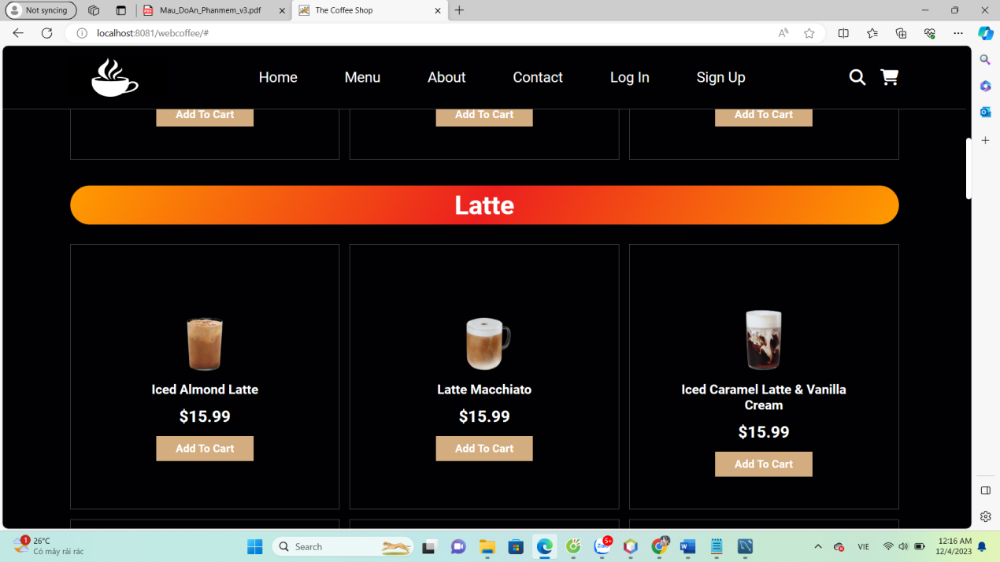 Not syncing
Mau_DoAn_Phanmem_v3.pdf
The Coffee Shop
localhost:8081/webcoffee/#
Home Menu About Contact Log In Sign Up
Add To Cart Add To Cart Add To Cart
Latte
Iced Almond Latte
$15.99
Add To Cart
Latte Macchiato
$15.99
Add To Cart
Iced Caramel Latte & Vanilla
Cream
$15.99
Add To Cart
1
26°C
Có mây rải rác
Search
5+
VIE
12:16 AM
12/4/2023